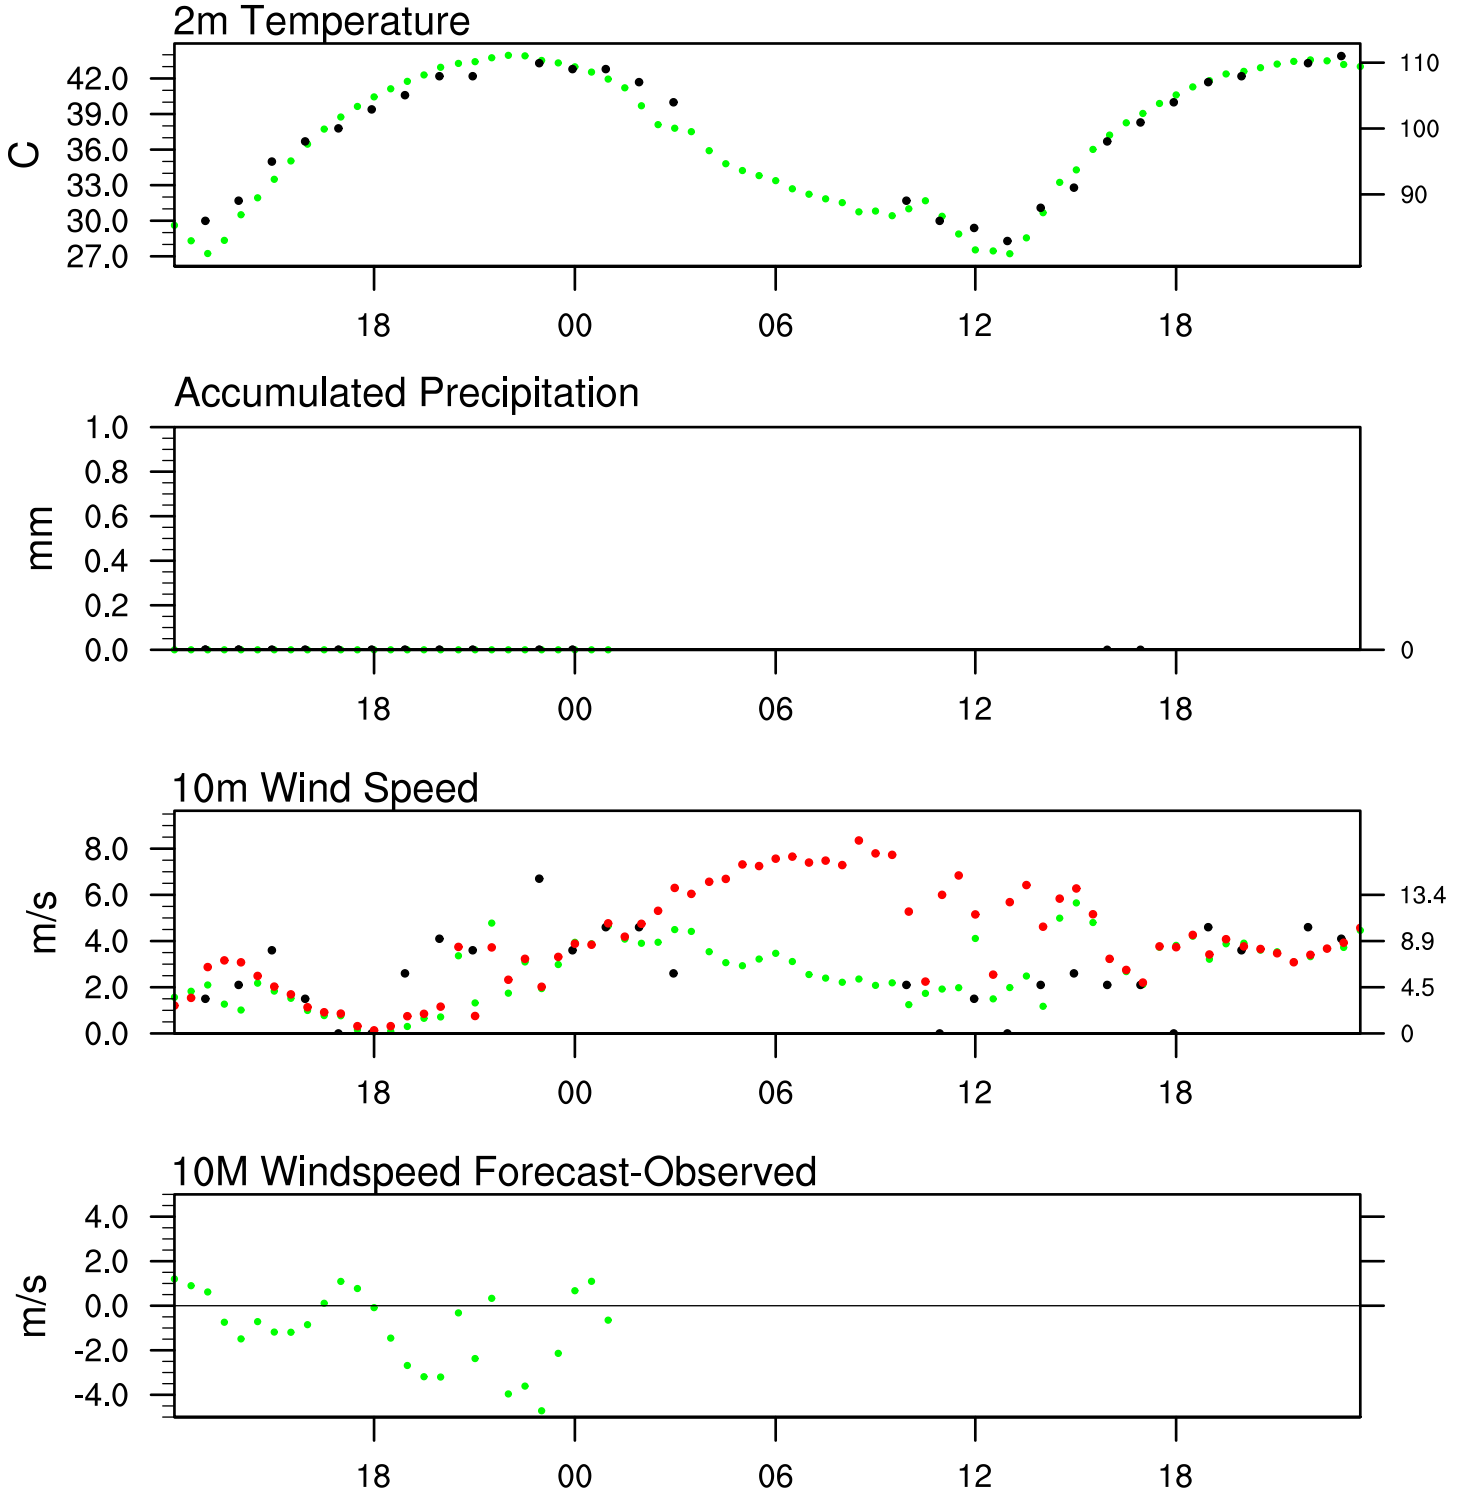 2m Temperature
42.0
39.0
36.0
33.0
30.0
27.0
C
110
100
90
18 00 06 12 18
Accumulated Precipitation
1.0
0.8
0.6
0.4
0.2
0.0
mm
0
18 00 06 12 18
10m Wind Speed
8.0
6.0
4.0
2.0
0.0
m/s
13.4
8.9
4.5
0
18 00 06 12 18
10M Windspeed Forecast-Observed
4.0
2.0
0.0
-2.0
-4.0
m/s
18 00 06 12 18